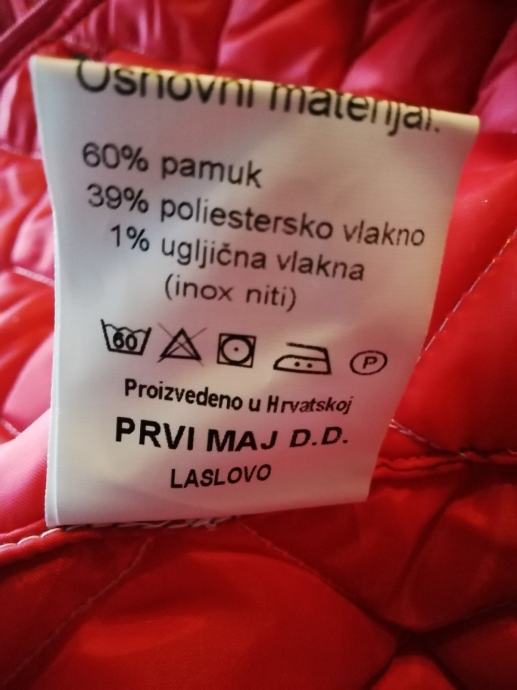 Osnovni materijal:
60% pamuk
39% poliestersko vlakno
1% ugljična vlakna
(inox niti)
60 P
Proizvedeno u Hrvatskoj
PRVI MAJ D.D.
LASLOVO